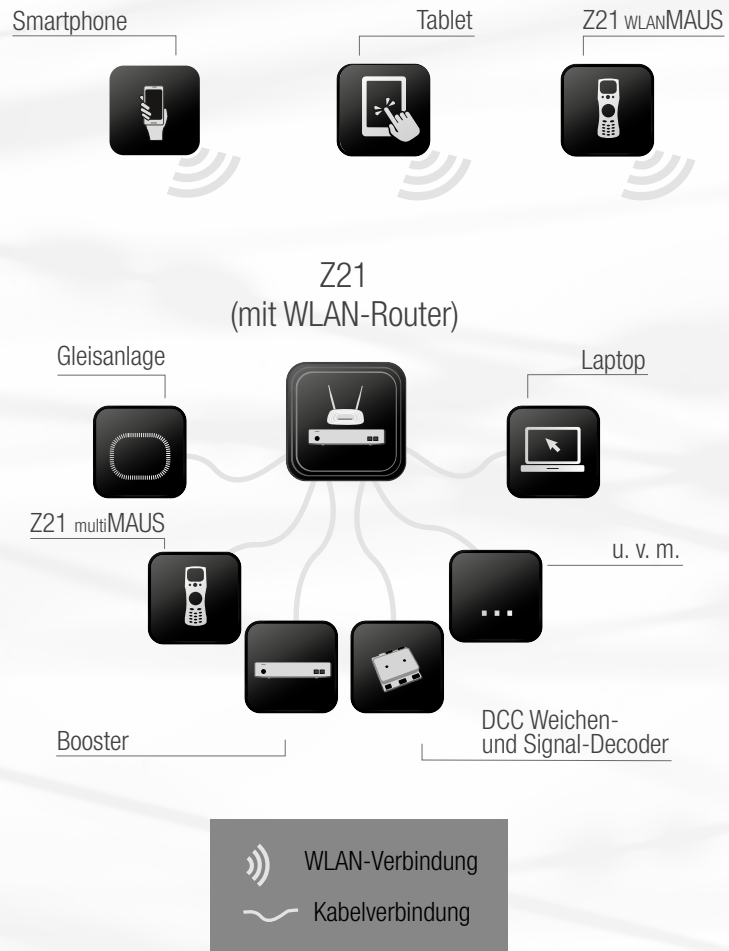 Smartphone
Tablet
Z21 WLANMAUS
Z21
(mit WLAN-Router)
Gleisanlage
Laptop
Z21 multiMAUS
u. v. m.
Booster
DCC Weichen-
und Signal-Decoder
WLAN-Verbindung
Kabelverbindung